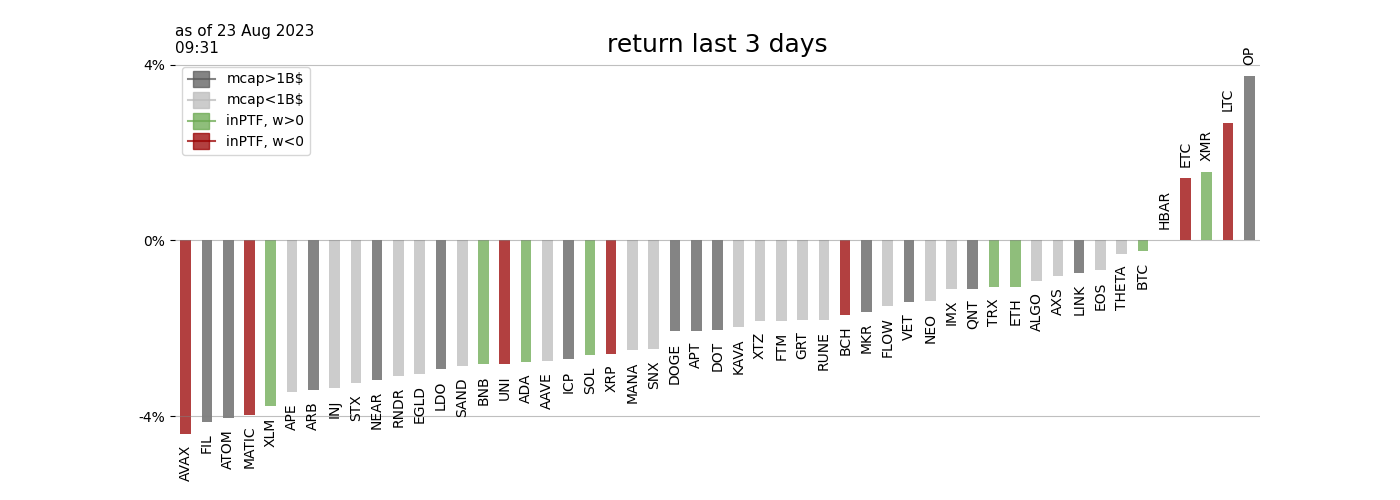 as of 23 Aug 2023
09:31
return last 3 days
4%
0%
-4%
mcap>1B$
mcap<1B$
inPTF, w>0
inPTF, w<0
AVAX
FIL
ATOM
MATIC
XLM
APE
ARB
INJ
STX
NEAR
RNDR
EGLD
LDO
SAND
BNB
UNI
ADA
AAVE
ICP
SOL
XRP
MANA
SNX
DOGE
APT
DOT
KAVA
XTZ
FTM
GRT
RUNE
BCH
MKR
FLOW
VET
NEO
IMX
QNT
TRX
ETH
ALGO
AXS
LINK
EOS
THETA
BTC
HBAR
ETC
XMR
LTC
OP